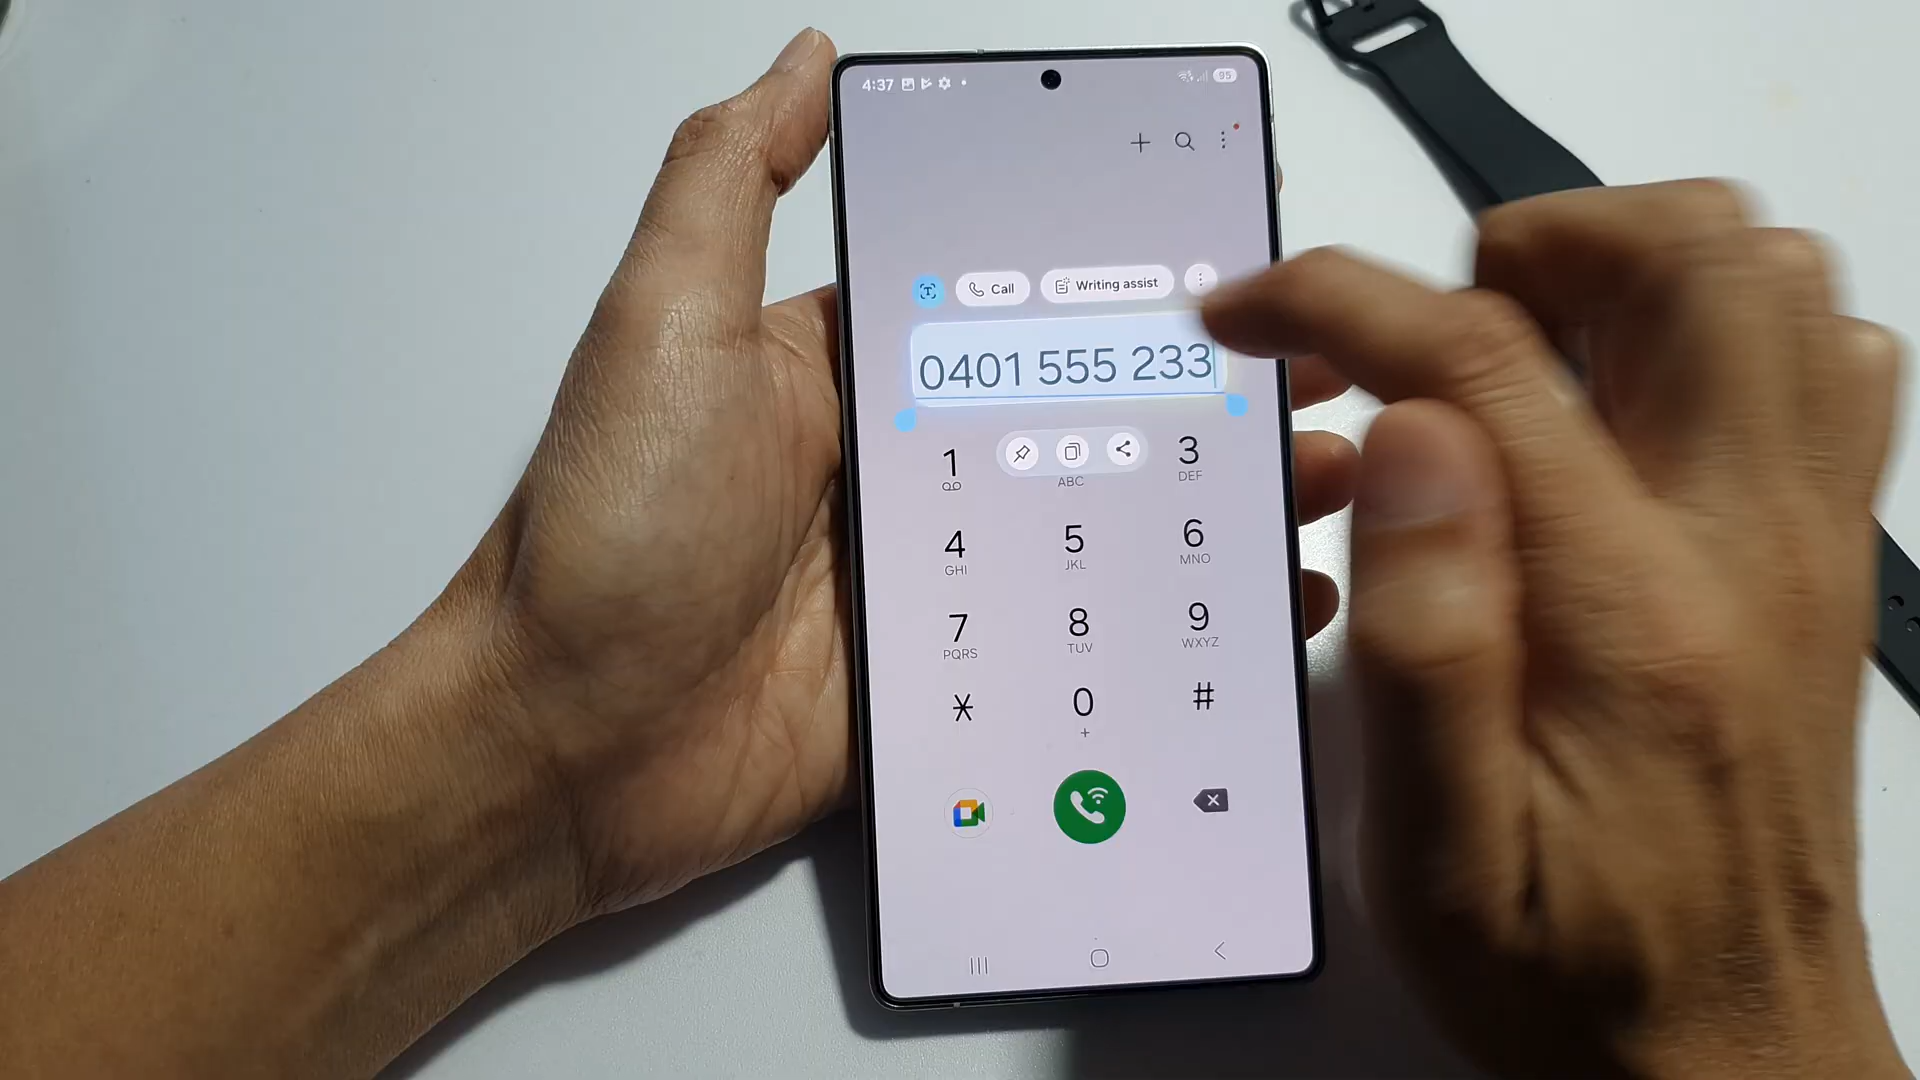 4:37 95
Call Writing assist
0401 555 233
1 3
ABC DEF
4 5 6
GHI JKL MNO
7 8 9
PQRS TUV WXYZ
* 0 #
+